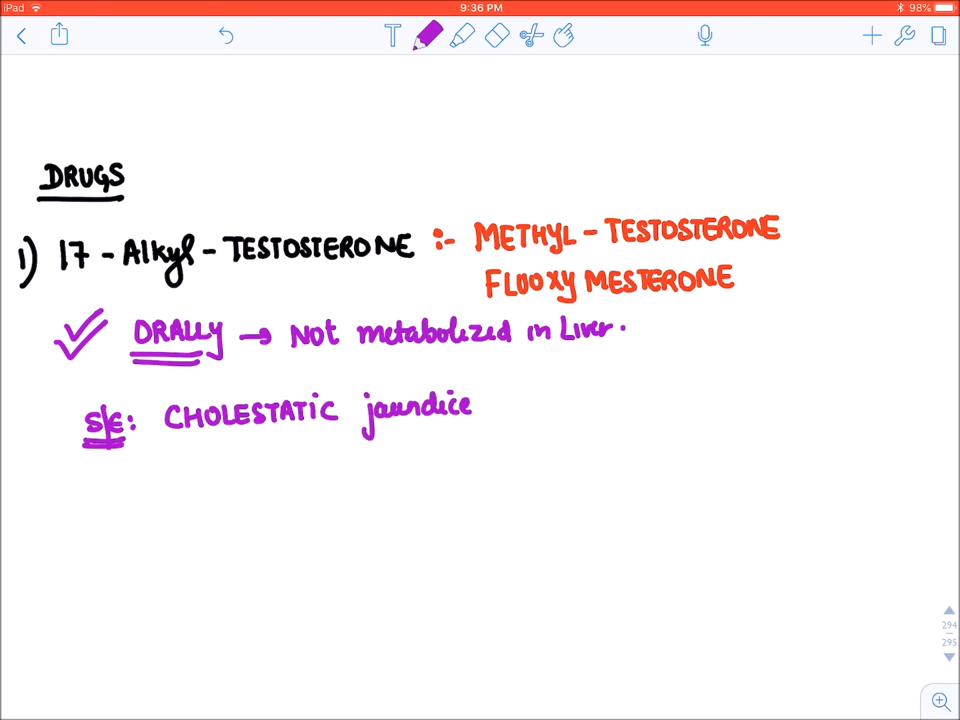 iPad 9:36 PM 98%
T
DRUGS
1) 17 - Alkyl - TESTOSTERONE :- METHYL - TESTOSTERONE
FLUOXY MESTERONE
ORALLY → Not metabolized in Liver.
S/E: CHOLESTATIC jaundice
294
295